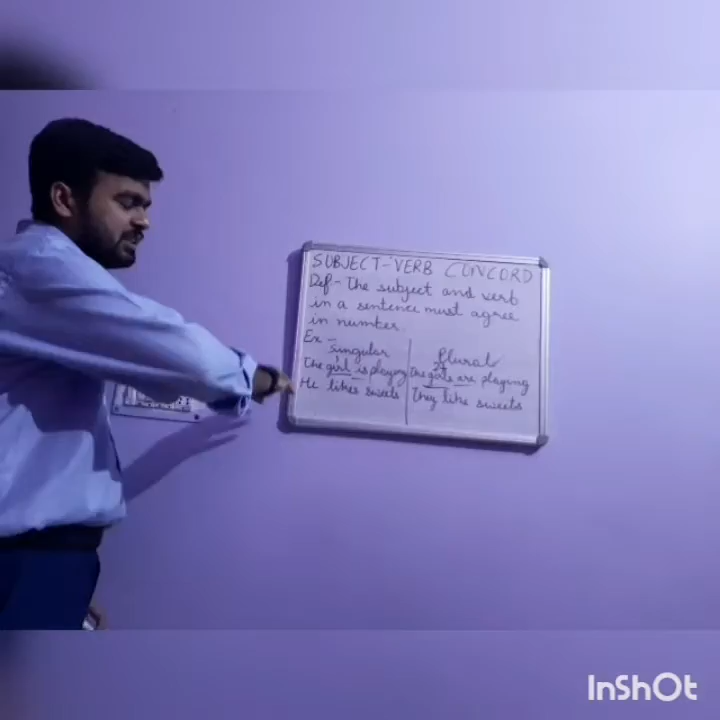 SUBJECT-VERB CONCORD
Def - The subject and verb
in a sentence must agree
in number.
Ex -
Singular
The girl is playing
He likes sweets
Plural
The girls are playing
They like sweets
InShOt